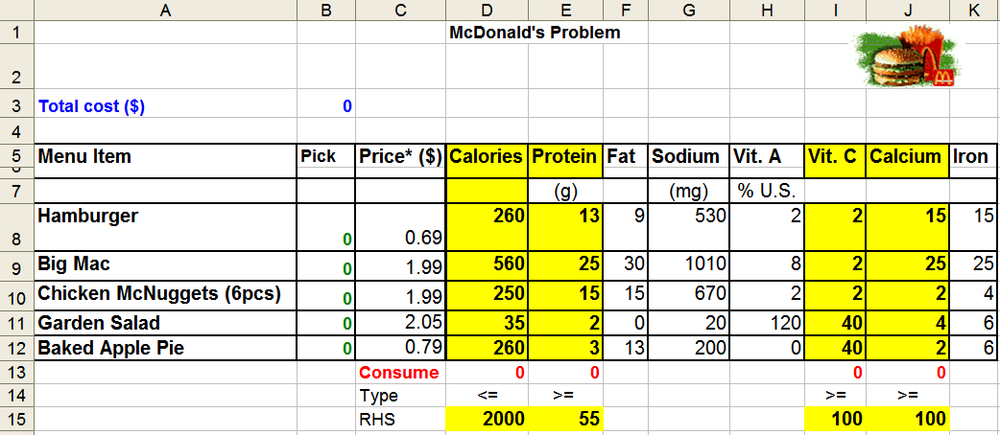 A B C D E F G H I J K
1 McDonald's Problem
2
3 Total cost ($) 0
4
5 Menu Item Pick Price* ($) Calories Protein Fat Sodium Vit. A Vit. C Calcium Iron
7 (g) (mg) % U.S.
8 Hamburger 0 0.69 260 13 9 530 2 2 15 15
9 Big Mac 0 1.99 560 25 30 1010 8 2 25 25
10 Chicken McNuggets (6pcs) 0 1.99 250 15 15 670 2 2 2 4
11 Garden Salad 0 2.05 35 2 0 20 120 40 4 6
12 Baked Apple Pie 0 0.79 260 3 13 200 0 40 2 6
13 Consume 0 0 0 0
14 Type <= >= >= >=
15 RHS 2000 55 100 100